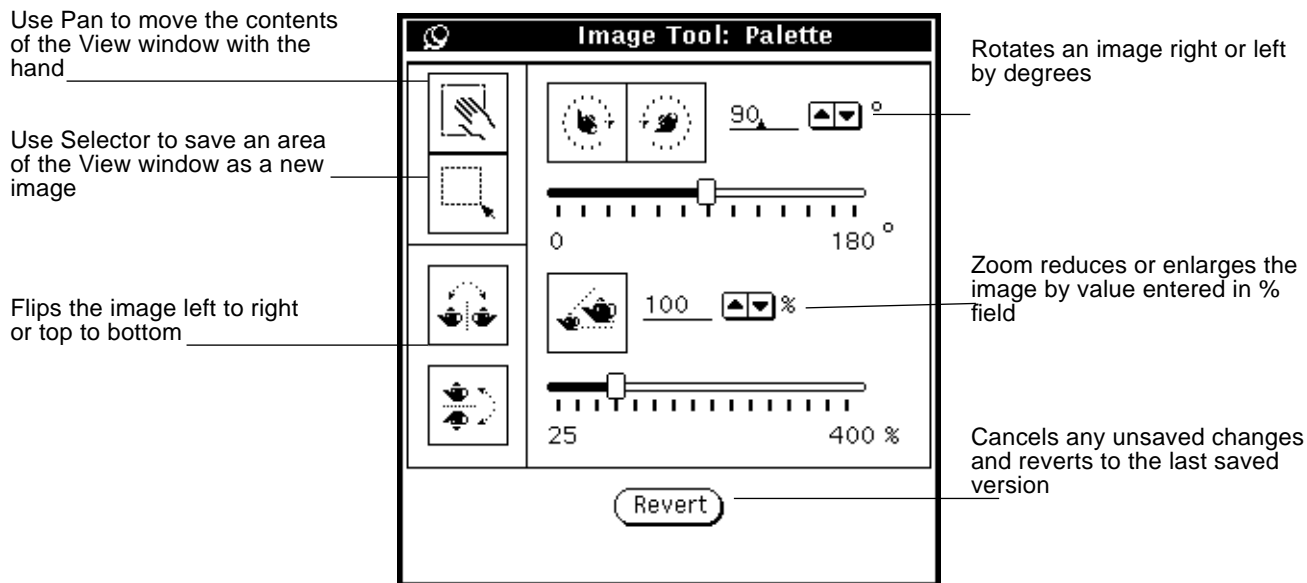 Use Pan to move the contents
of the View window with the
hand
Use Selector to save an area
of the View window as a new
image
Flips the image left to right
or top to bottom
Image Tool: Palette
90 °
0 180 °
100 %
25 400 %
Revert
Rotates an image right or left
by degrees
Zoom reduces or enlarges the
image by value entered in %
field
Cancels any unsaved changes
and reverts to the last saved
version